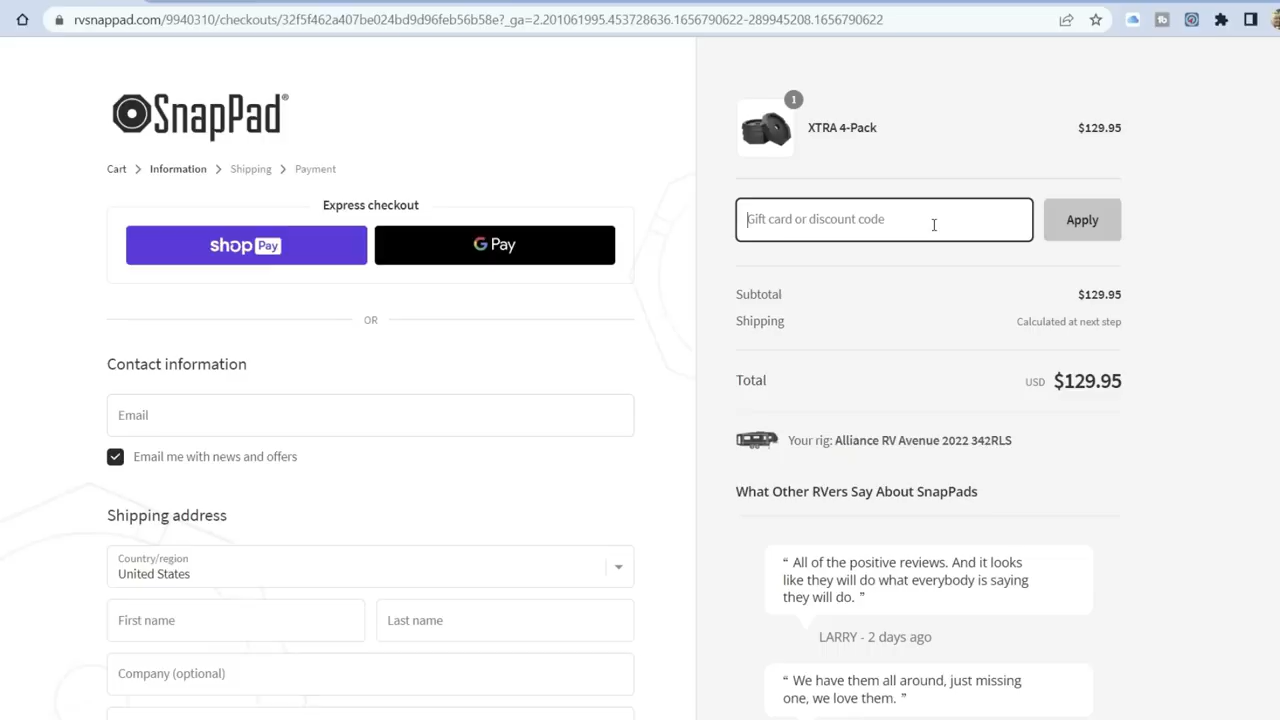 rvsnappad.com/9940310/checkouts/32f5f462a407be024bd9d96feb56b58e?_ga=2.201061995.453728636.1656790622-289945208.1656790622
SnapPad®
Cart > Information > Shipping > Payment
Express checkout
shop Pay
G Pay
OR
Contact information
Email
Email me with news and offers
Shipping address
Country/region
United States
First name
Last name
Company (optional)
1
XTRA 4-Pack
$129.95
Gift card or discount code
Apply
Subtotal
$129.95
Shipping
Calculated at next step
Total
USD $129.95
Your rig: Alliance RV Avenue 2022 342RLS
What Other RVers Say About SnapPads
“ All of the positive reviews. And it looks
like they will do what everybody is saying
they will do. ”
LARRY - 2 days ago
“ We have them all around, just missing
one, we love them. ”